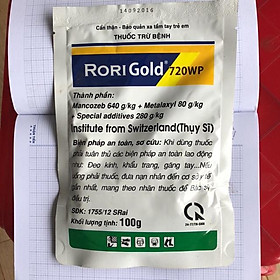 14092016
Cẩn thận - Bảo quản xa tầm tay trẻ em
THUỐC TRỪ BỆNH
RORI Gold® 720WP
Thành phần:
Mancozeb 640 g/kg + Metalaxyl 80 g/kg
+ Special additives 280 g/kg
Institute from Switzerland(Thụy Sĩ)
Biện pháp an toàn, sơ cứu: Khi dùng thuốc
phải tuân thủ các biện pháp an toàn lao động
như: Đeo kính, khẩu trang, găng tay...Nếu
uống phải thuốc, đưa nạn nhân đến cơ sở y tế
gần nhất, mang theo nhãn thuốc để Bác sĩ
điều trị.
SĐK: 1755/12 SRal
Khối lượng tịnh: 100g